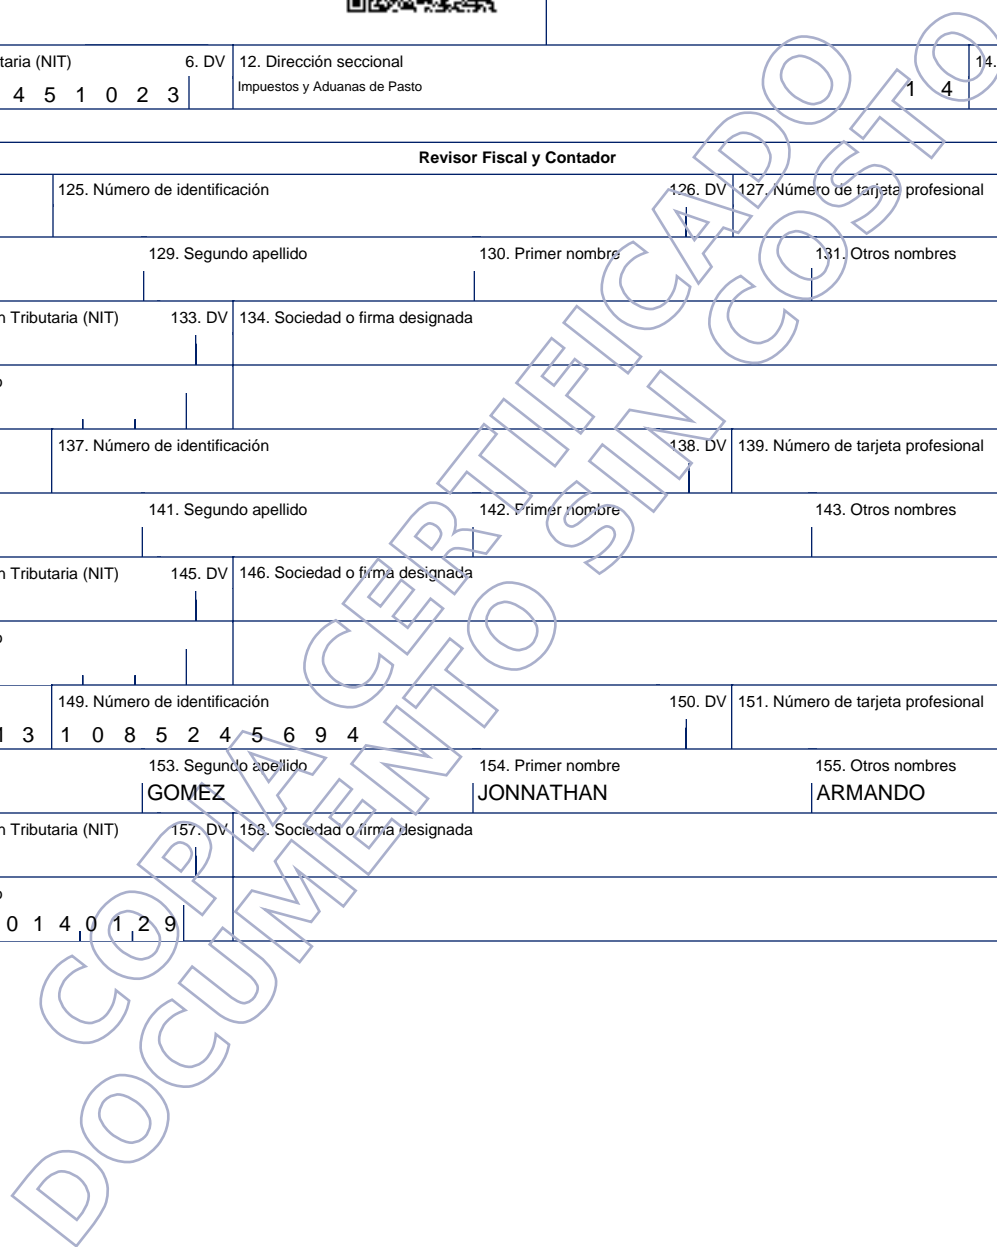 taria (NIT) 6. DV 12. Dirección seccional 14.
4 5 1 0 2 3 Impuestos y Aduanas de Pasto 1 4
Revisor Fiscal y Contador
125. Número de identificación 126. DV 127. Número de tarjeta profesional
129. Segundo apellido 130. Primer nombre 131. Otros nombres
n Tributaria (NIT) 133. DV 134. Sociedad o firma designada
o
137. Número de identificación 138. DV 139. Número de tarjeta profesional
141. Segundo apellido 142. Primer nombre 143. Otros nombres
n Tributaria (NIT) 145. DV 146. Sociedad o firma designada
o
149. Número de identificación 150. DV 151. Número de tarjeta profesional
1 3 1 0 8 5 2 4 5 6 9 4
153. Segundo apellido 154. Primer nombre 155. Otros nombres
GOMEZ JONNATHAN ARMANDO
n Tributaria (NIT) 157. DV 158. Sociedad o firma designada
o
0 1 4 0 1 2 9
COPIA CERTIFICADO
DOCUMENTO SIN COSTO